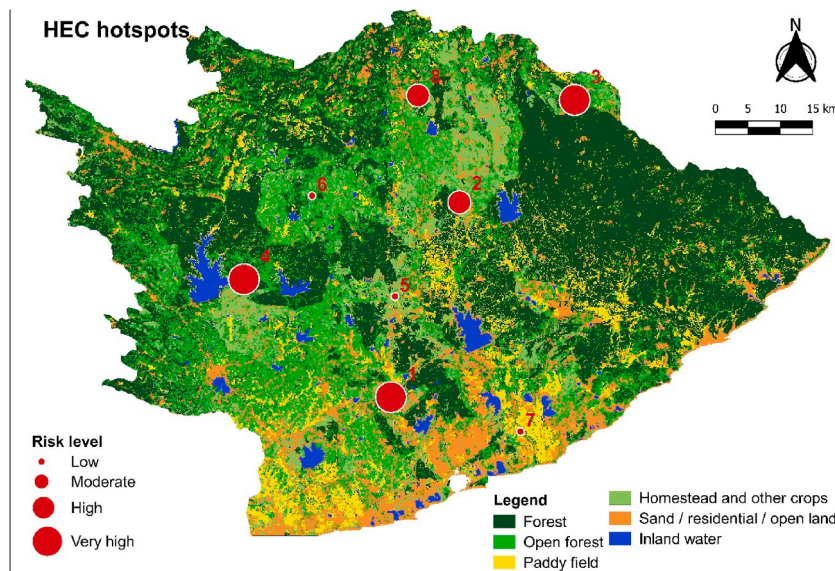 HEC hotspots
N
0 5 10 15 km
8
3
6
2
4
5
1
7
Risk level
Low
Moderate
High
Very high
Legend
Forest
Open forest
Paddy field
Homestead and other crops
Sand / residential / open land
Inland water